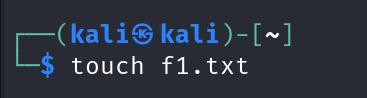 ┌──(kali㉿kali)-[~]
└─$ touch f1.txt